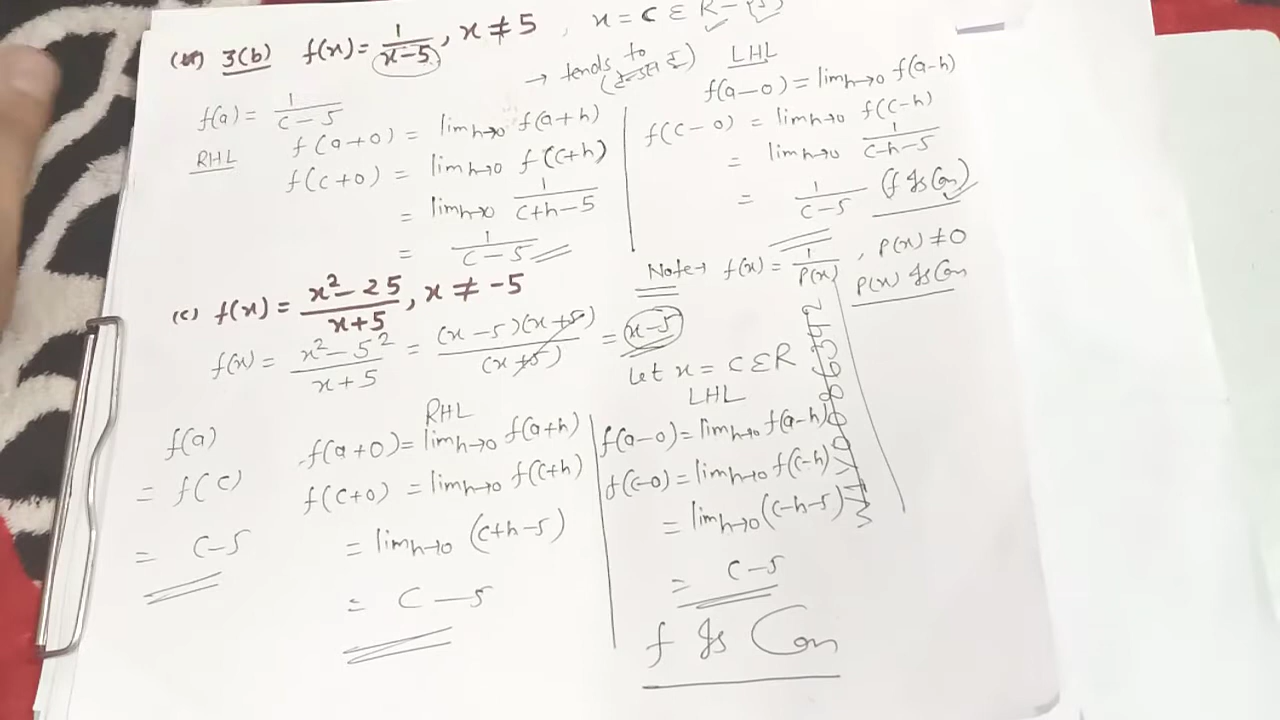 3(b) f(x) = 1/(x-5), x ≠ 5, x = c ε R - {5}
→ tends to
f(a) = 1/(c-5)
RHL
f(a+0) = lim h→0 f(a+h)
f(c+0) = lim h→0 f(c+h)
= lim h→0 1/(c+h-5)
= 1/(c-5)
LHL
f(a-0) = lim h→0 f(a-h)
f(c-0) = lim h→0 f(c-h)
= lim h→0 1/(c-h-5)
= 1/(c-5) (f Is Con)
Note→ f(x) = 1/P(x), P(x) ≠ 0
P(x) Is Con
(c) f(x) = (x²-25)/(x+5), x ≠ -5
f(x) = (x²-5²)/(x+5) = (x-5)(x+5)/(x+5) = x-5
Let x = c ε R
f(a)
= f(c)
= c-5
RHL
f(a+0) = lim h→0 f(a+h)
f(c+0) = lim h→0 f(c+h)
= lim h→0 (c+h-5)
= c-5
LHL
f(a-0) = lim h→0 f(a-h)
f(c-0) = lim h→0 f(c-h)
= lim h→0 (c-h-5)
= c-5
f Is Con